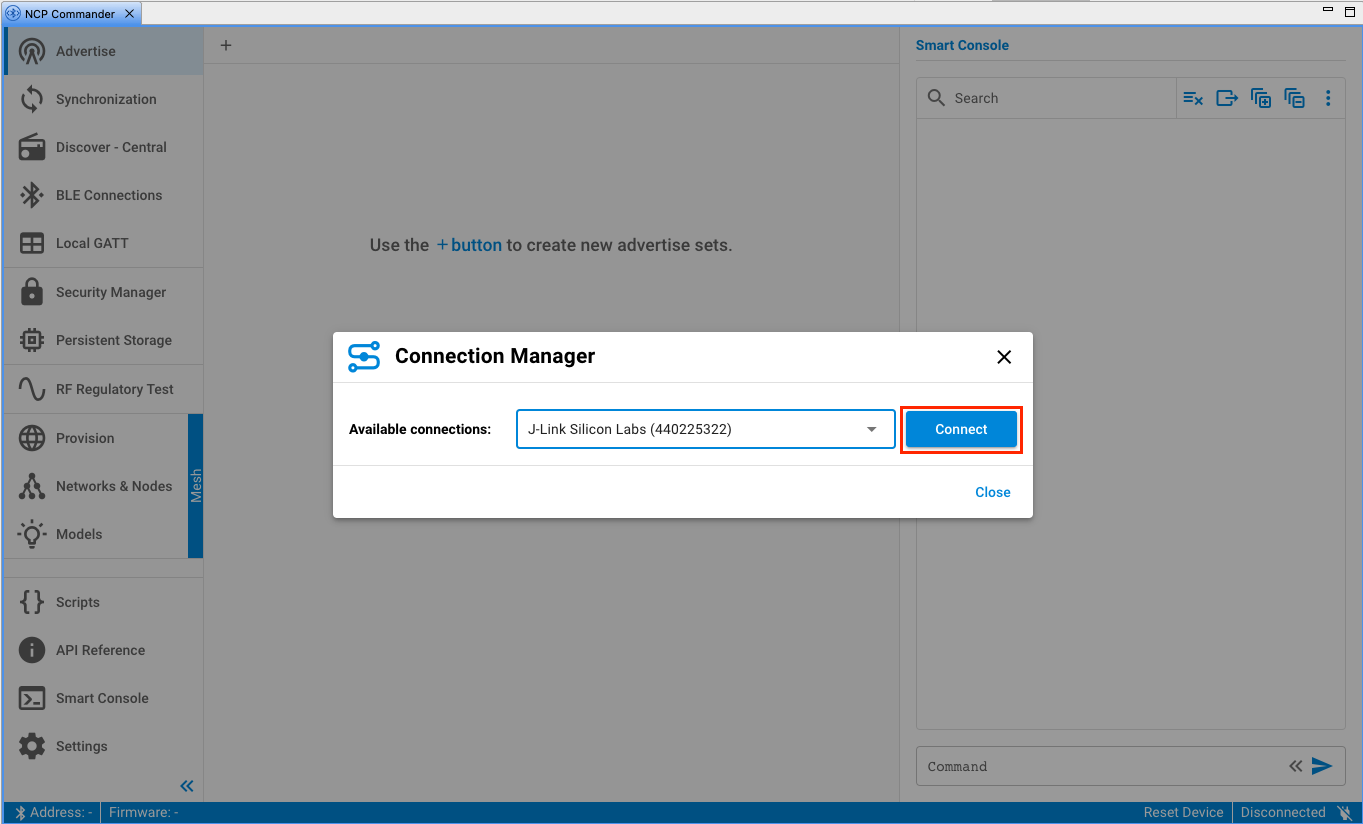 NCP Commander
Advertise
Synchronization
Discover - Central
BLE Connections
Local GATT
Security Manager
Persistent Storage
RF Regulatory Test
Provision
Networks & Nodes
Models
Mesh
Scripts
API Reference
Smart Console
Settings
+
Use the + button to create new advertise sets.
Smart Console
Search
Connection Manager
Available connections:
J-Link Silicon Labs (440225322)
Connect
Close
Command
Address: -
Firmware: -
Reset Device
Disconnected